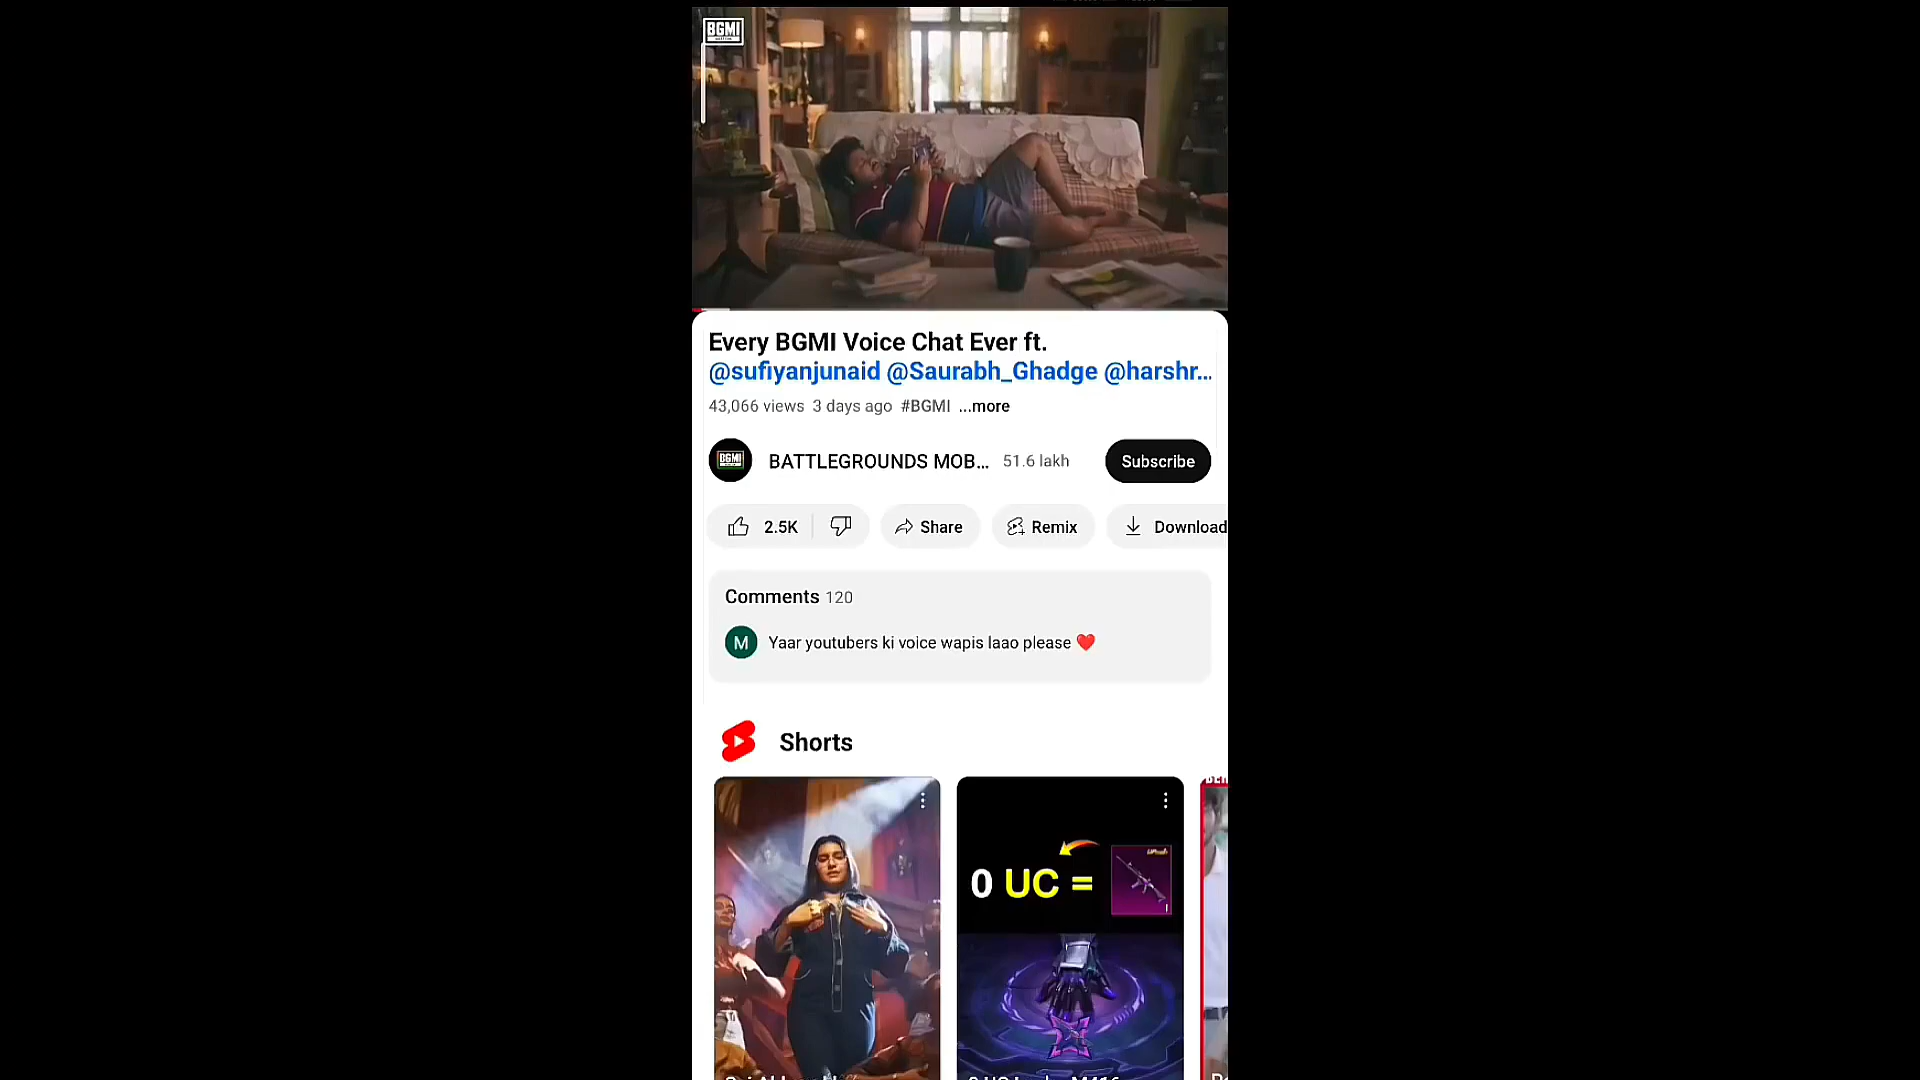 BGMI
Every BGMI Voice Chat Ever ft.
@sufiyanjunaid @Saurabh_Ghadge @harshr...
43,066 views 3 days ago #BGMI ...more
BGMI
BATTLEGROUNDS MOB... 51.6 lakh
Subscribe
2.5K
Share
Remix
Download
Comments 120
M
Yaar youtubers ki voice wapis laao please ❤️
Shorts
0 UC =